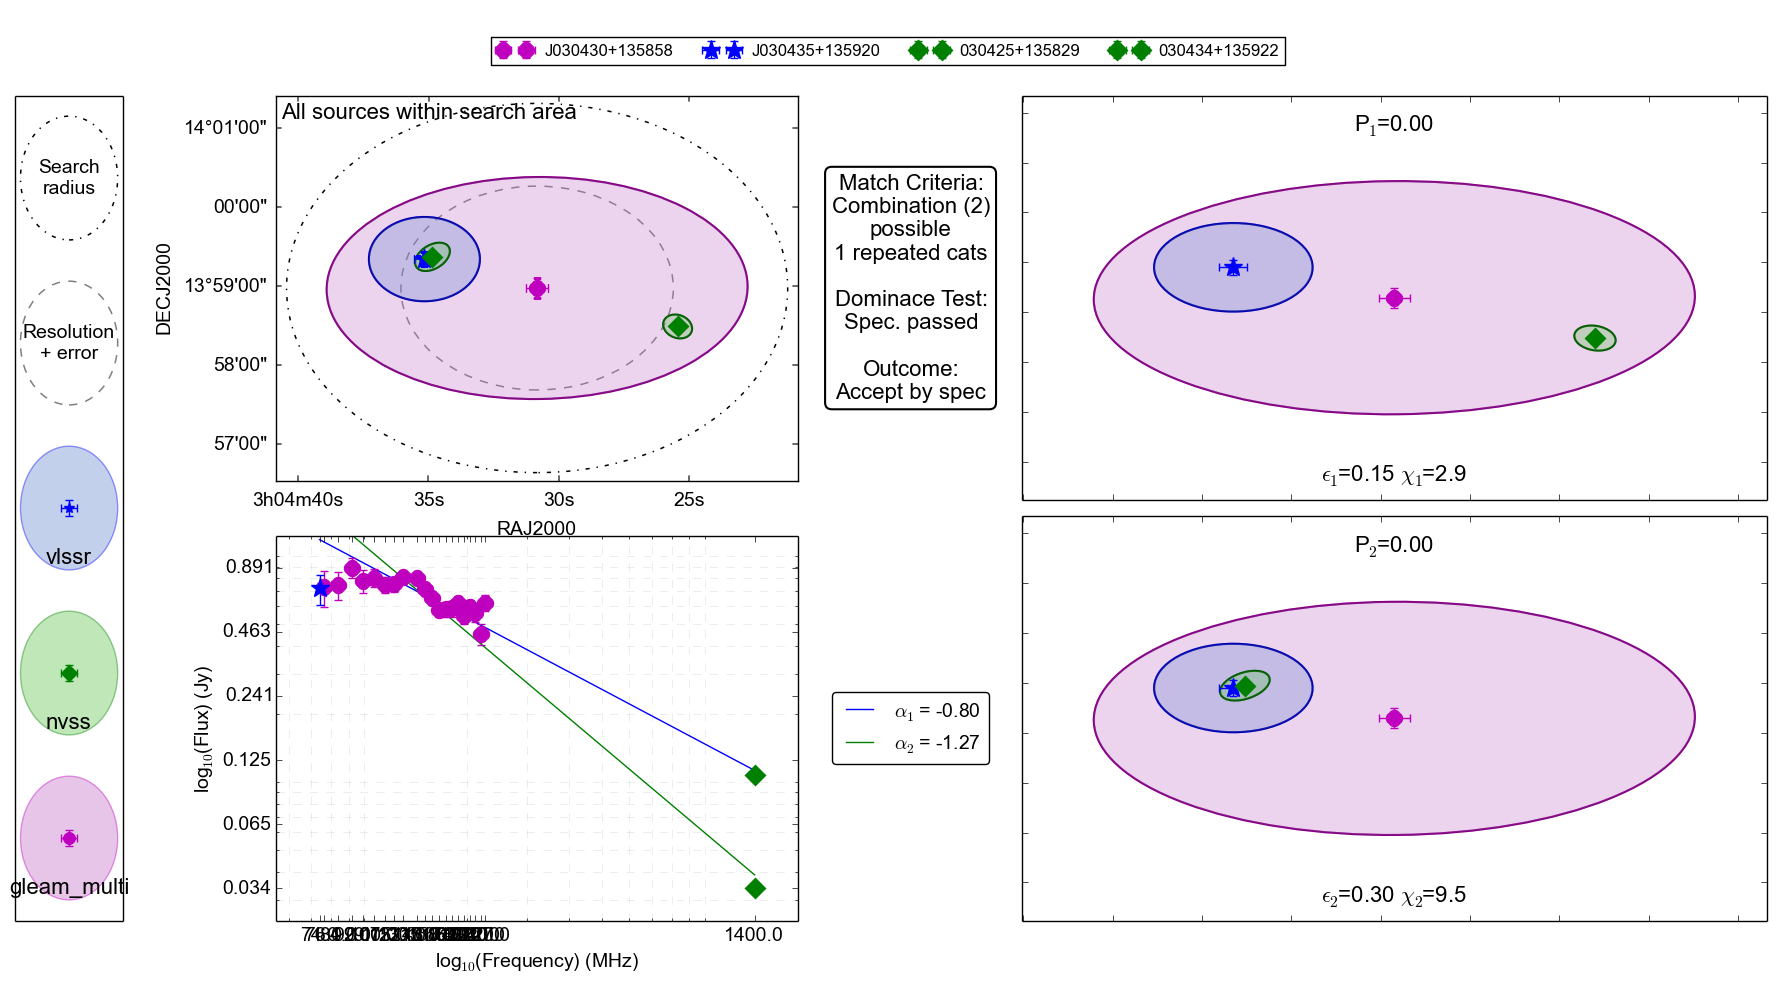 J030430+135858 J030435+135920 030425+135829 030434+135922
Search
radius
Resolution
+ error
vlssr
nvss
gleam_multi
All sources within search area
DECJ2000
14°01'00"
00'00"
13°59'00"
58'00"
57'00"
3h04m40s 35s 30s 25s
RAJ2000
Match Criteria:
Combination (2)
possible
1 repeated cats
Dominace Test:
Spec. passed
Outcome:
Accept by spec
P1=0.00
ϵ1=0.15 χ1=2.9
log10(Flux) (Jy)
0.891
0.463
0.241
0.125
0.065
0.034
1400.0
log10(Frequency) (MHz)
α1 = -0.80
α2 = -1.27
P2=0.00
ϵ2=0.30 χ2=9.5